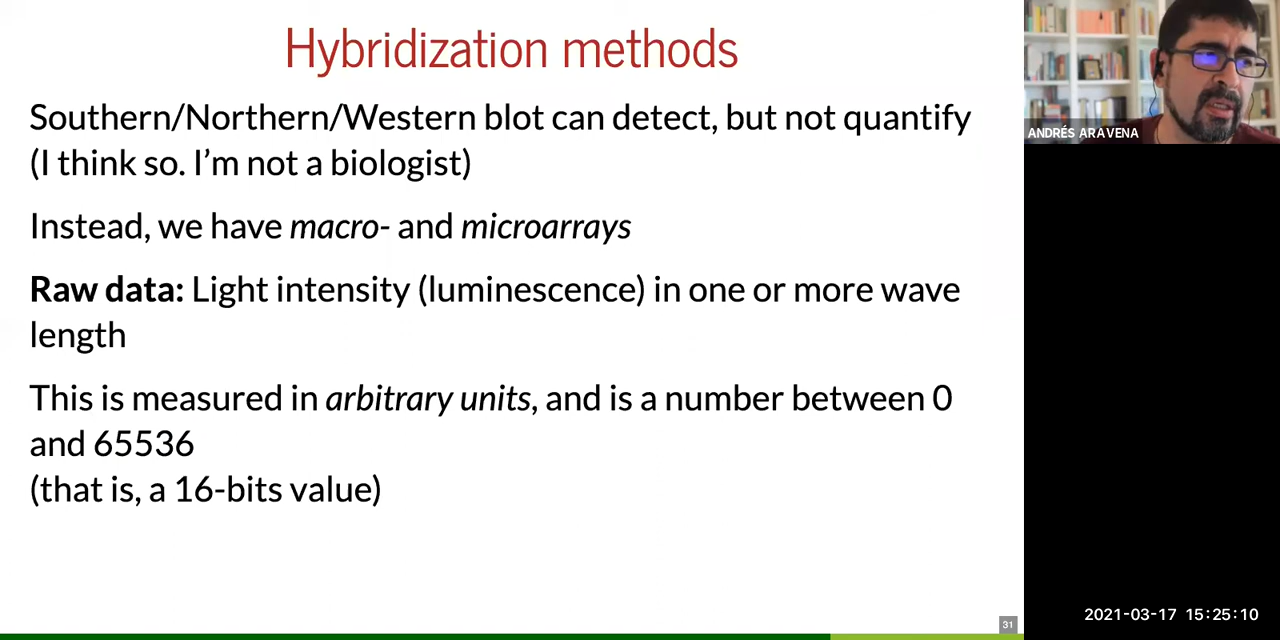 Hybridization methods
Southern/Northern/Western blot can detect, but not quantify
(I think so. I’m not a biologist)
Instead, we have macro- and microarrays
Raw data: Light intensity (luminescence) in one or more wave
length
This is measured in arbitrary units, and is a number between 0
and 65536
(that is, a 16-bits value)
31
ANDRÉS ARAVENA
2021-03-17 15:25:10